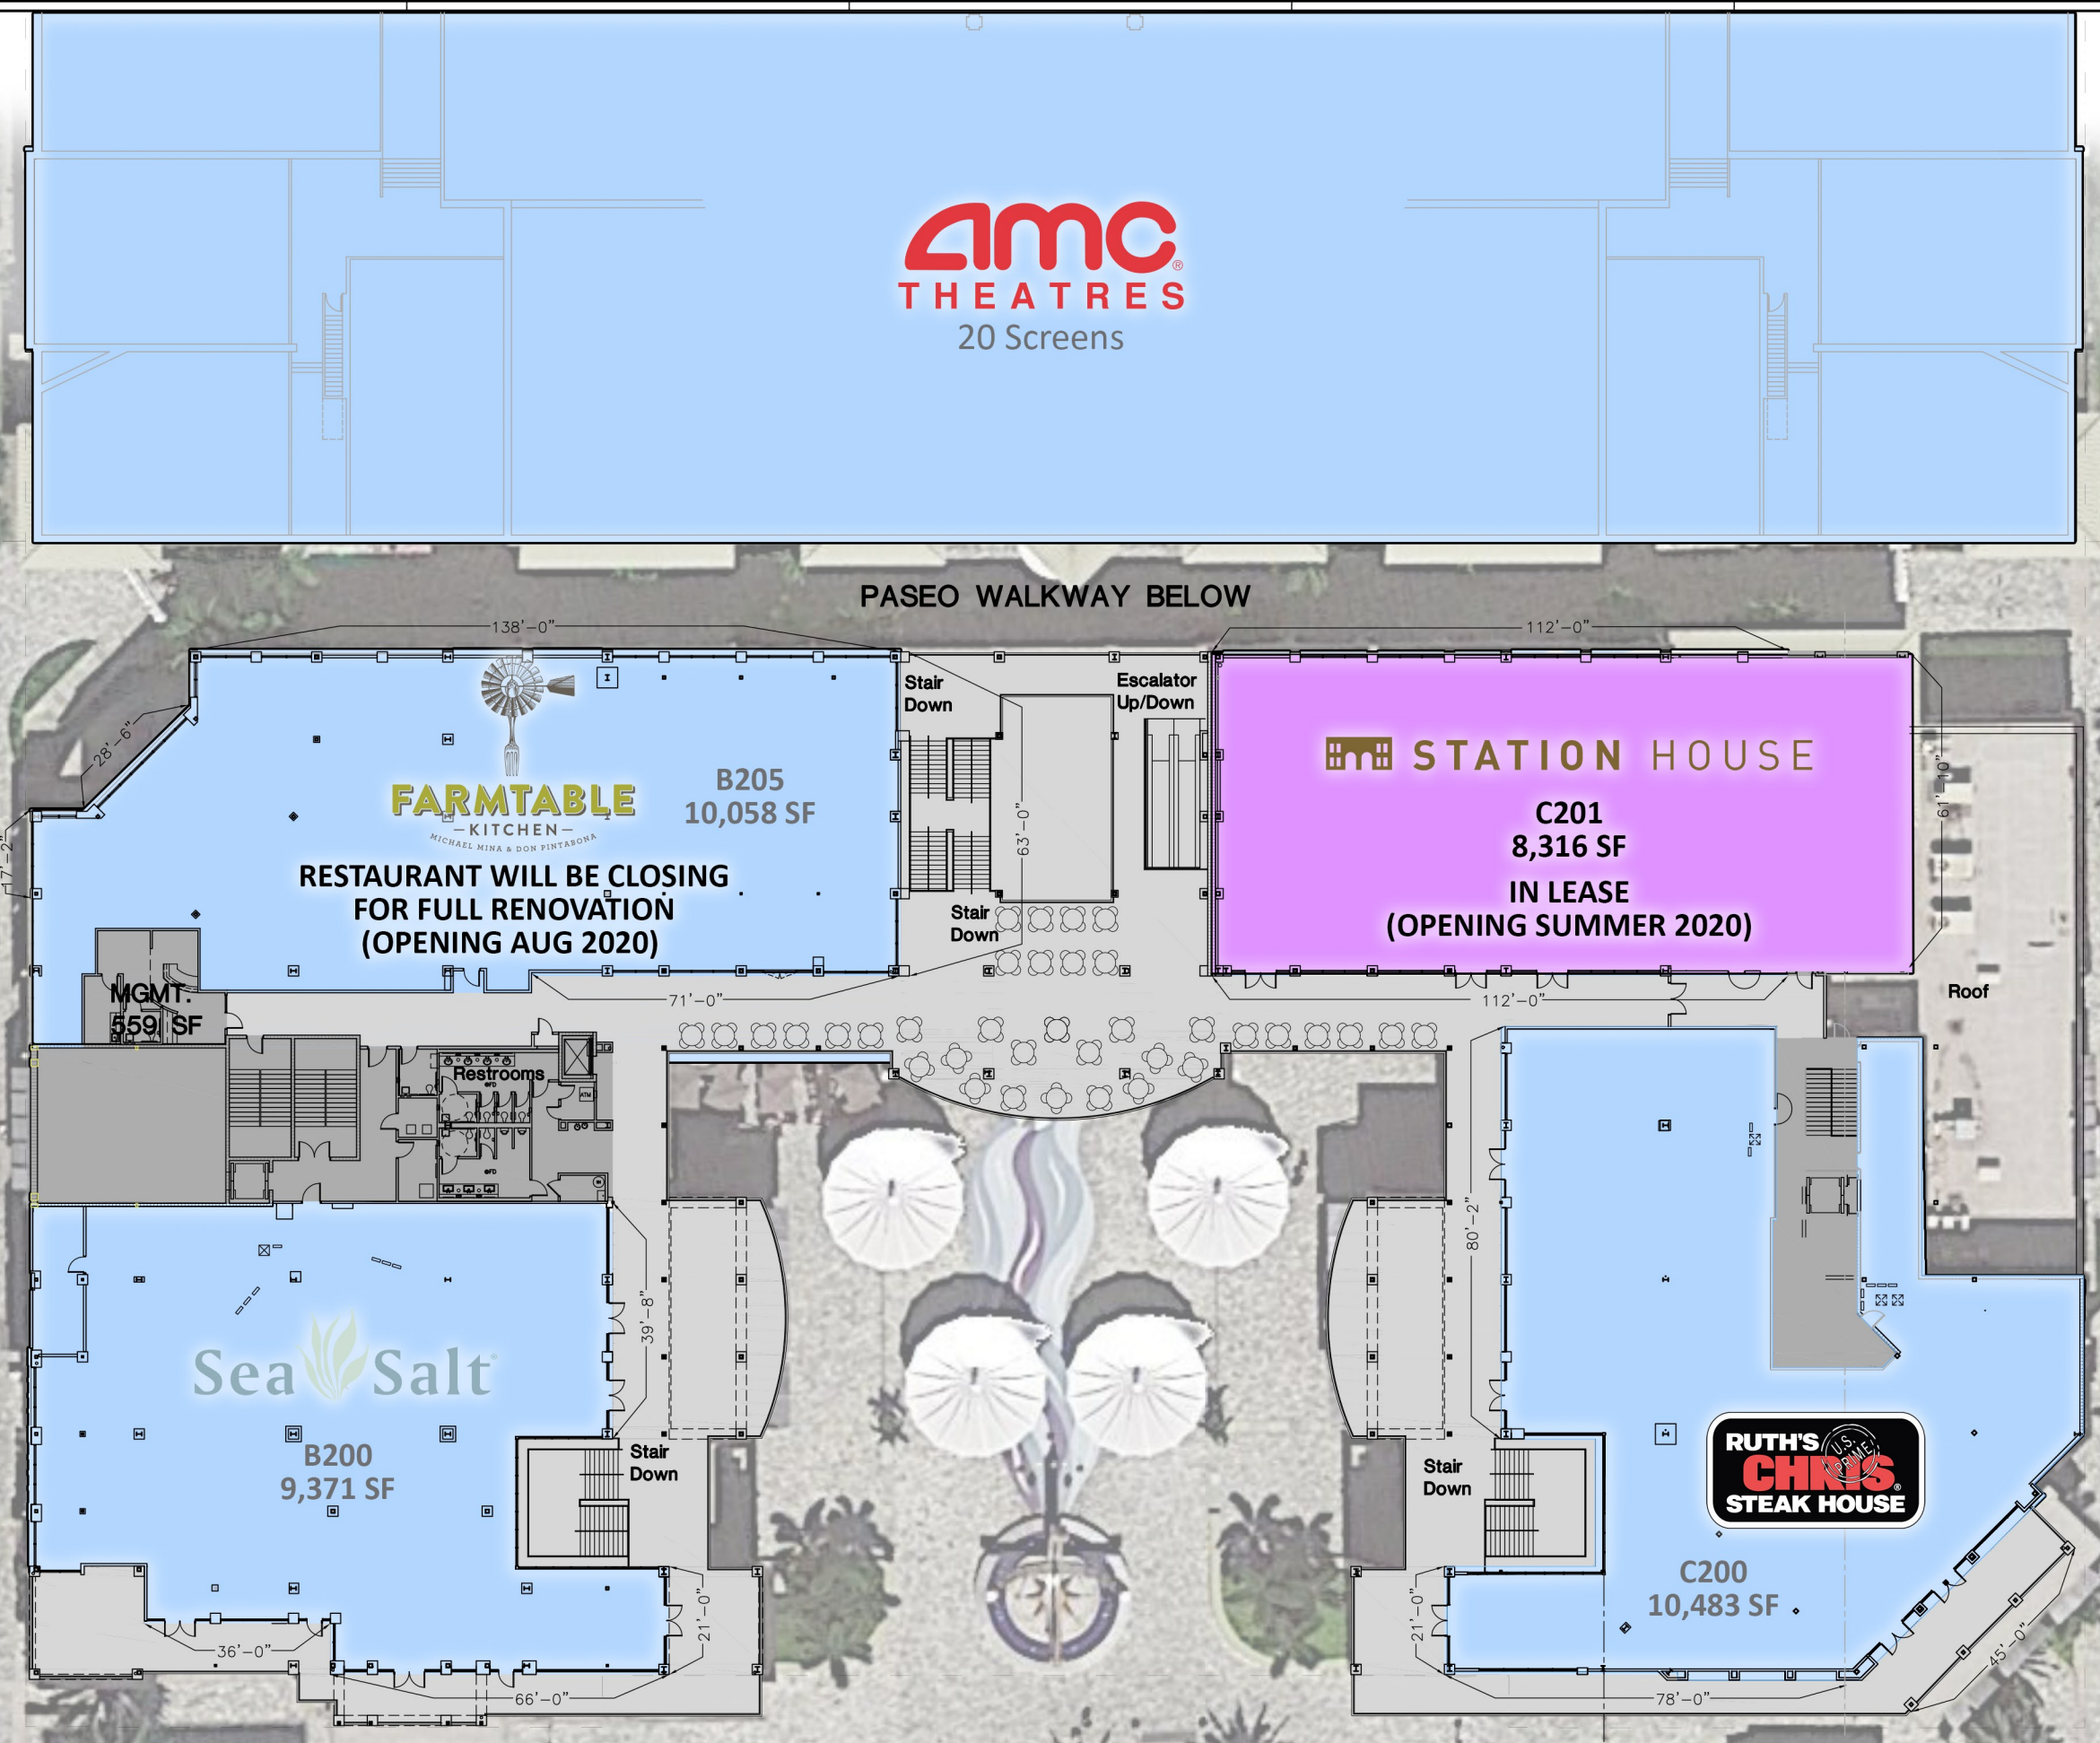 amc®
THEATRES
20 Screens
PASEO WALKWAY BELOW
138'-0"
112'-0"
28'-6"
17'-2"
FARMTABLE
KITCHEN
MICHAEL MINA & DON PINTABONA
B205
10,058 SF
RESTAURANT WILL BE CLOSING
FOR FULL RENOVATION
(OPENING AUG 2020)
Stair
Down
Escalator
Up/Down
63'-0"
Stair
Down
STATION HOUSE
C201
8,316 SF
IN LEASE
(OPENING SUMMER 2020)
61'-10"
Roof
MGMT.
559 SF
71'-0"
112'-0"
Restrooms
FD
ATM
FD
Sea Salt
B200
9,371 SF
39'-8"
Stair
Down
36'-0"
66'-0"
21'-0"
80'-2"
Stair
Down
21'-0"
RUTH'S
U.S.
PRIME
CHRIS®
STEAK HOUSE
C200
10,483 SF
78'-0"
45'-0"